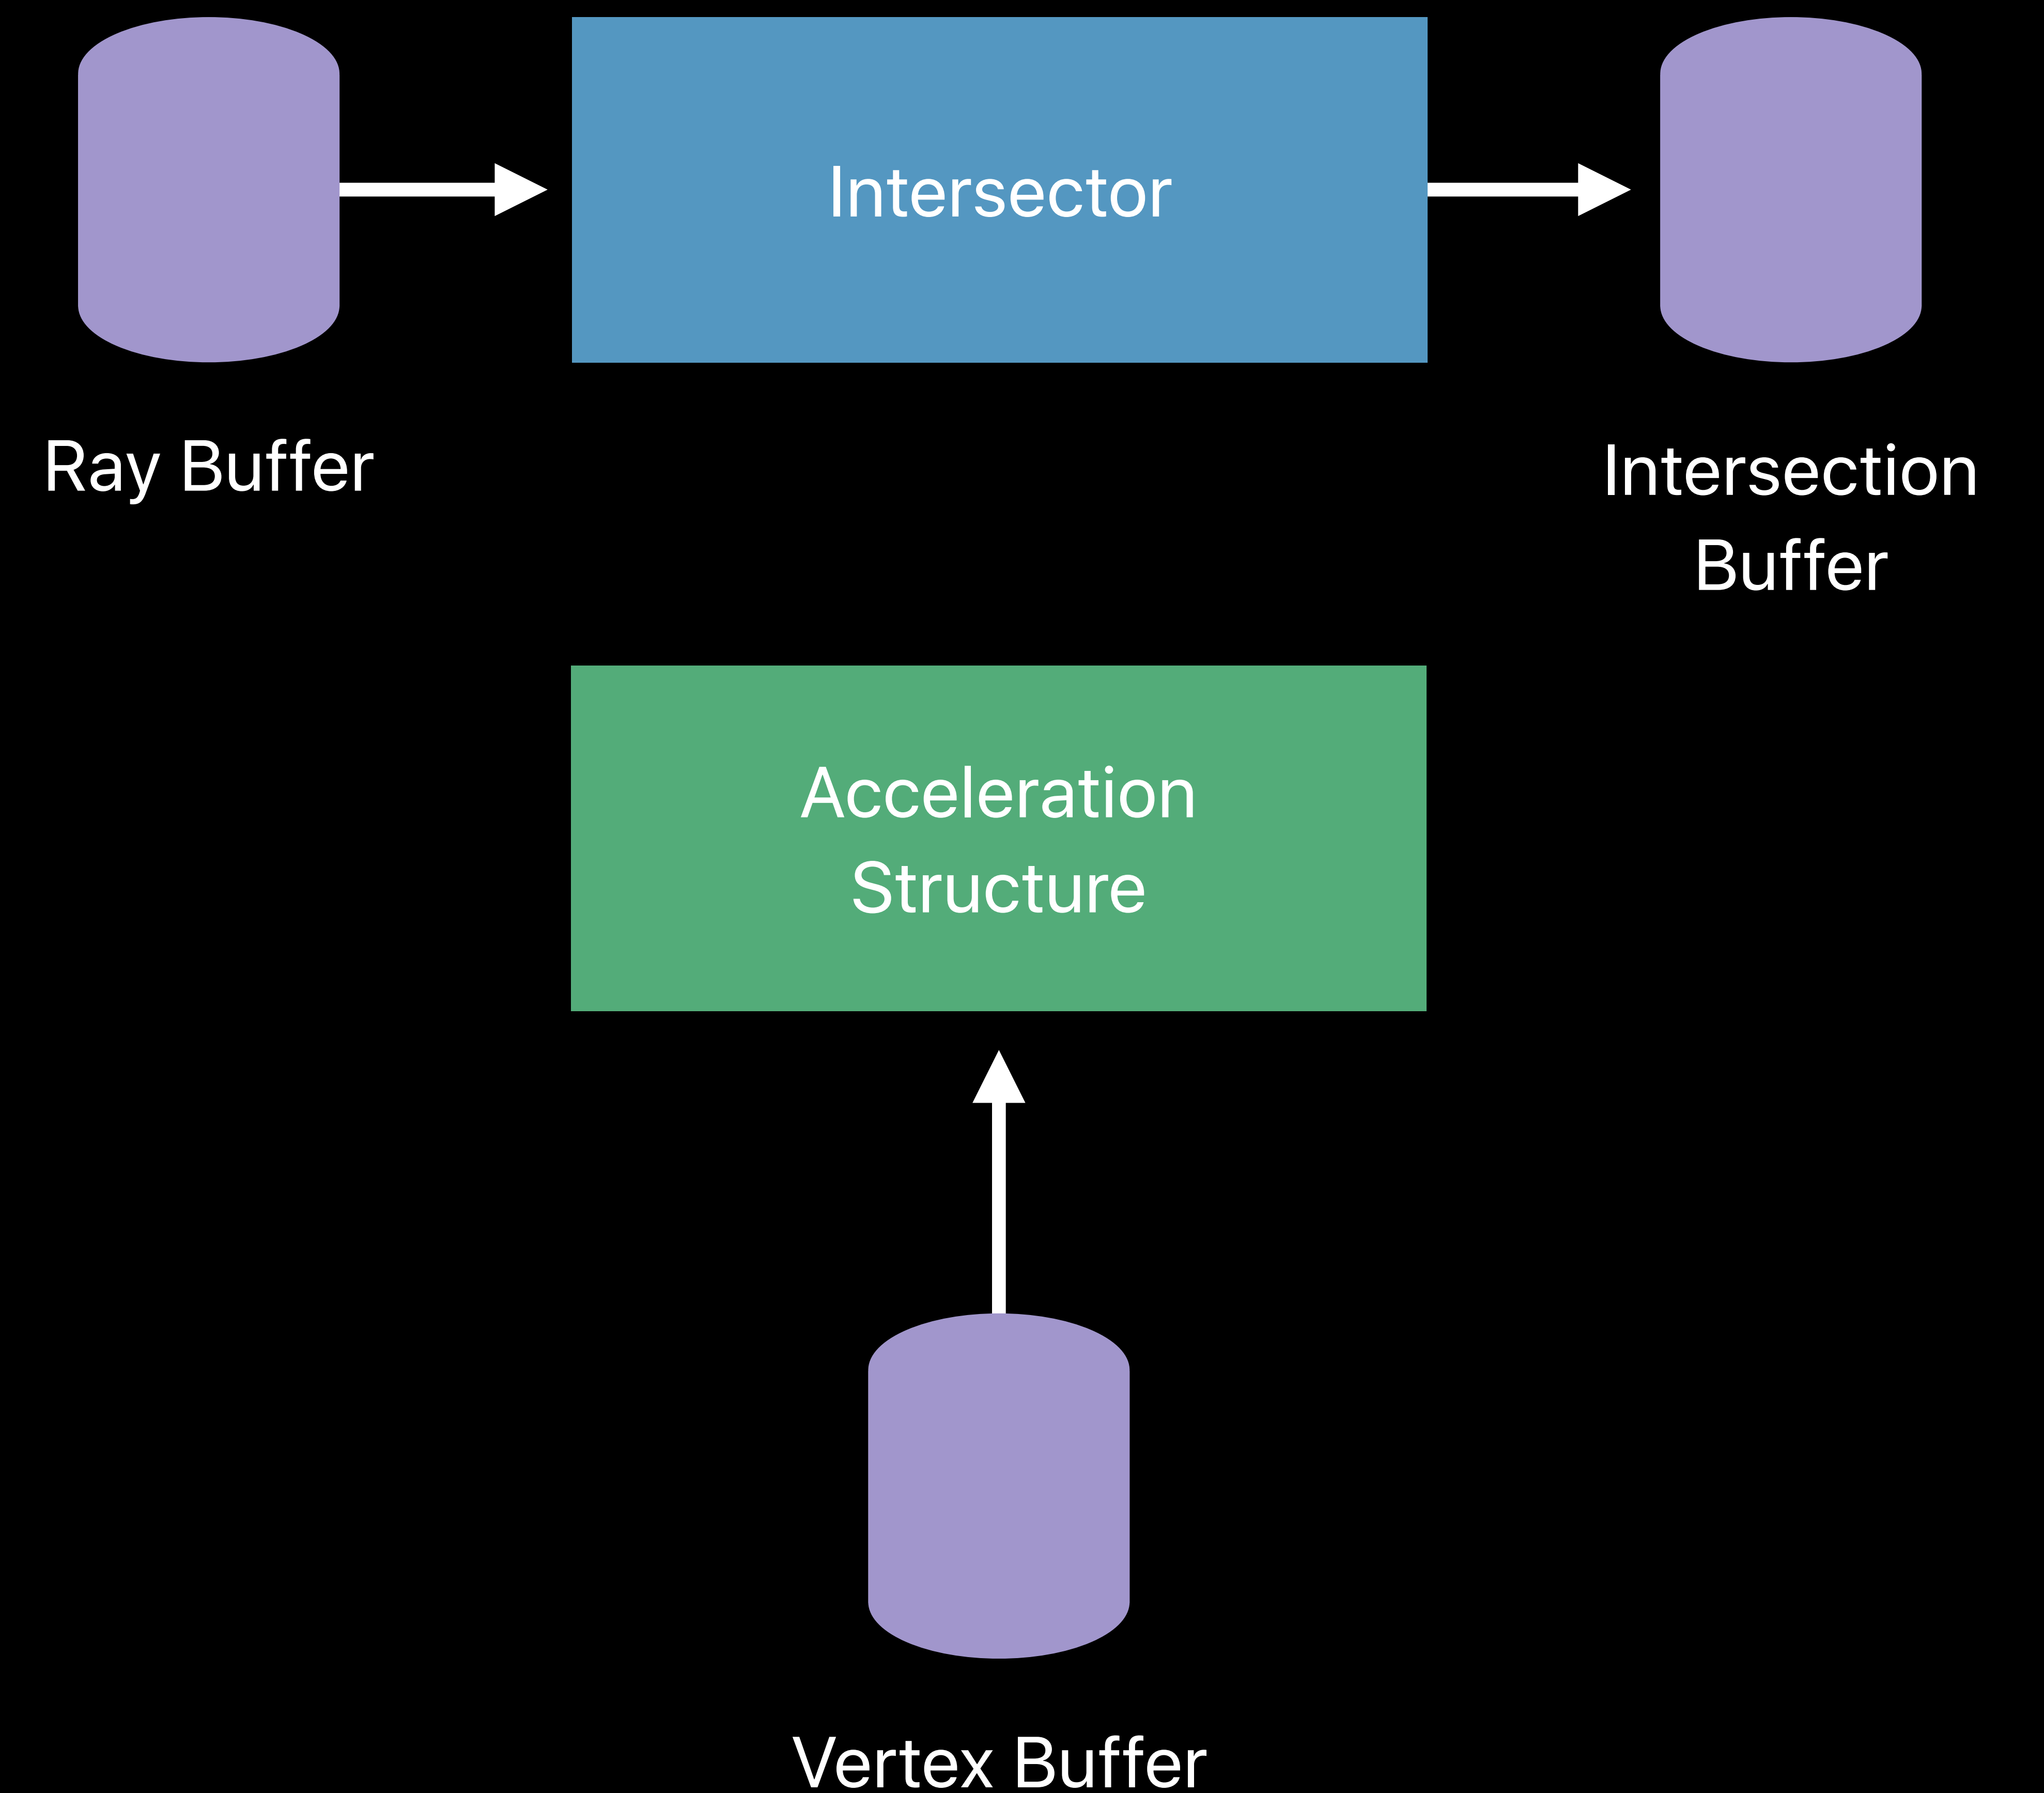 Intersector
Ray Buffer
Intersection
Buffer
Acceleration
Structure
Vertex Buffer